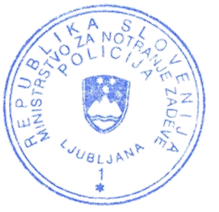 REPUBLIKA SLOVENIJA
MINISTRSTVO ZA NOTRANJE ZADEVE
POLICIJA
LJUBLJANA
1